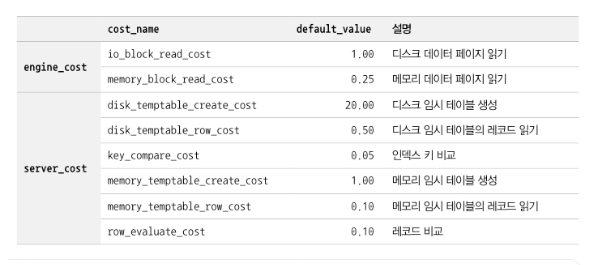 cost_name default_value 설명
engine_cost io_block_read_cost 1.00 디스크 데이터 페이지 읽기
memory_block_read_cost 0.25 메모리 데이터 페이지 읽기
server_cost disk_temptable_create_cost 20.00 디스크 임시 테이블 생성
disk_temptable_row_cost 0.50 디스크 임시 테이블의 레코드 읽기
key_compare_cost 0.05 인덱스 키 비교
memory_temptable_create_cost 1.00 메모리 임시 테이블 생성
memory_temptable_row_cost 0.10 메모리 임시 테이블의 레코드 읽기
row_evaluate_cost 0.10 레코드 비교